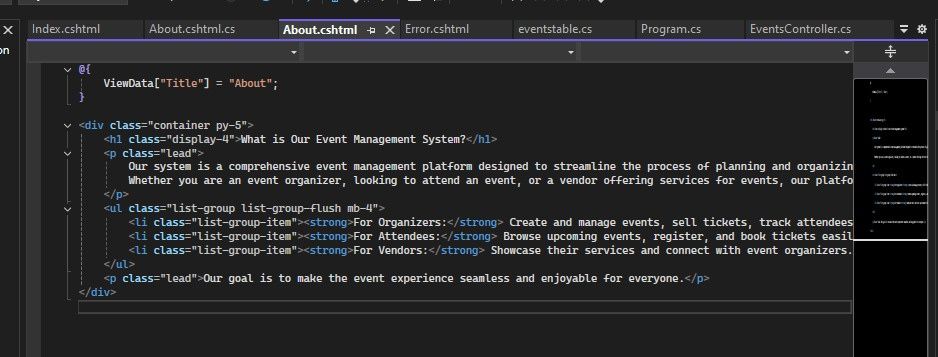 Index.cshtml About.cshtml.cs About.cshtml Error.cshtml eventstable.cs Program.cs EventsController.cs
on
@{
ViewData["Title"] = "About";
}
<div class="container py-5">
<h1 class="display-4">What is Our Event Management System?</h1>
<p class="lead">
Our system is a comprehensive event management platform designed to streamline the process of planning and organizin
Whether you are an event organizer, looking to attend an event, or a vendor offering services for events, our platfo
</p>
<ul class="list-group list-group-flush mb-4">
<li class="list-group-item"><strong>For Organizers:</strong> Create and manage events, sell tickets, track attendees
<li class="list-group-item"><strong>For Attendees:</strong> Browse upcoming events, register, and book tickets easil
<li class="list-group-item"><strong>For Vendors:</strong> Showcase their services and connect with event organizers.
</ul>
<p class="lead">Our goal is to make the event experience seamless and enjoyable for everyone.</p>
</div>